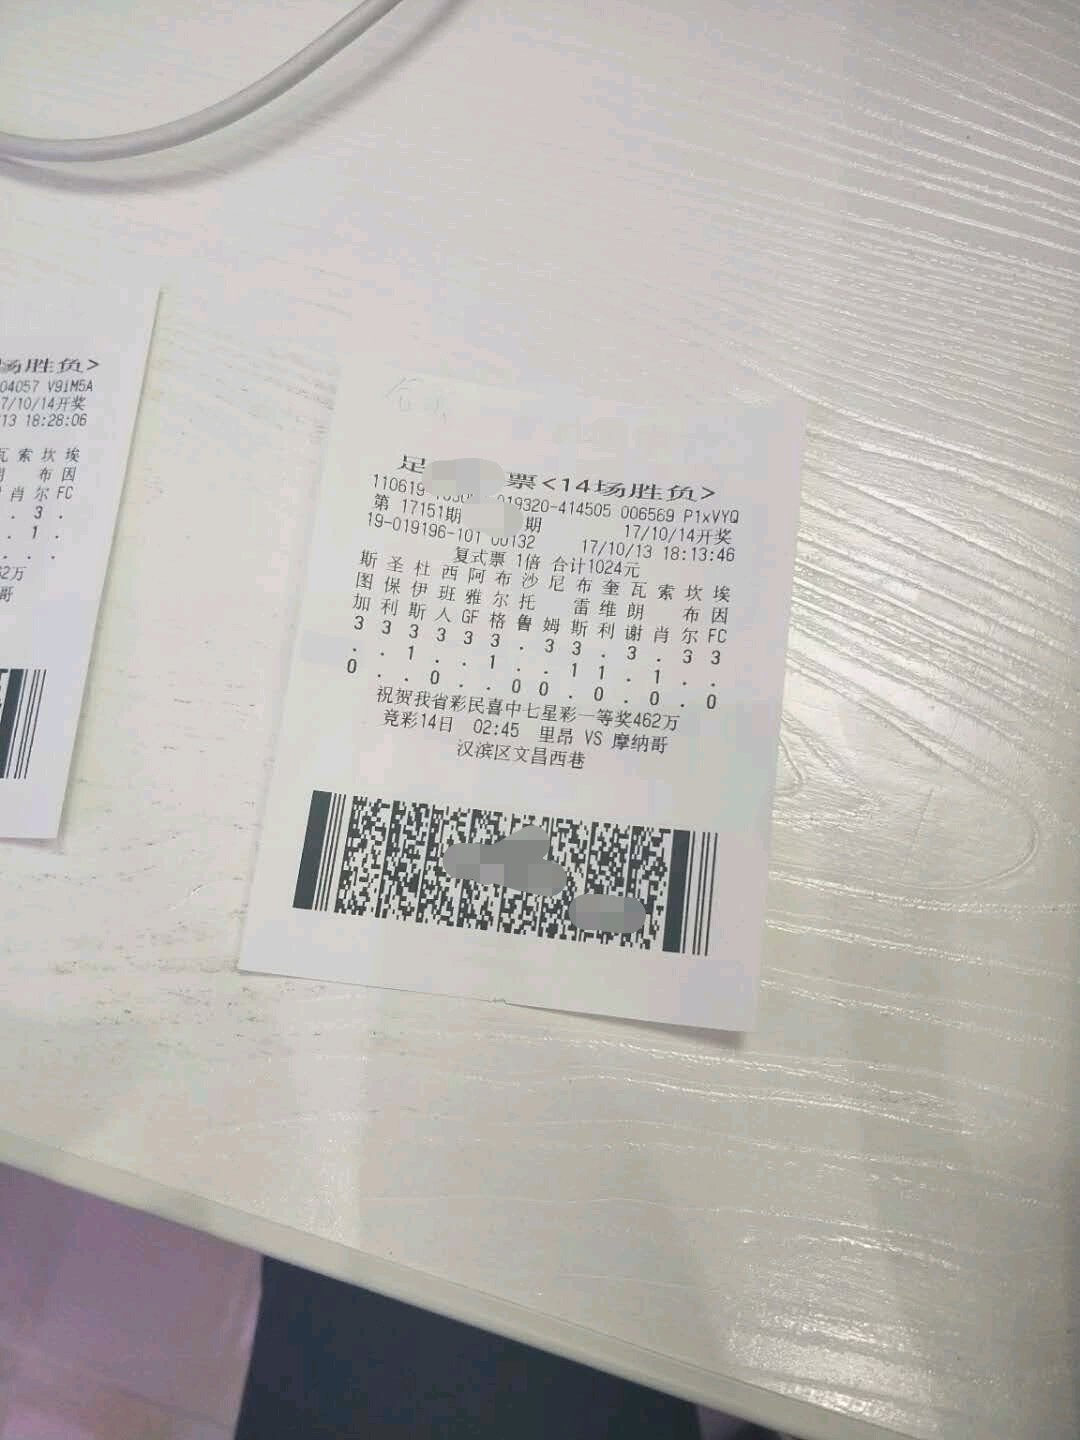 场胜负>
04057 V9iM5A
7/10/14开奖
/13 18:28:06
索 坎 埃
布 因
肖 尔 FC
. 3 .
. 1 .
. . .
62万
哥
足 票<14场胜负>
110619 019320-414505 006569 P1xVYQ
第 17151期 期 17/10/14开奖
19-019196-101 00132 17/10/13 18:13:46
复式票 1倍 合计1024元
斯 圣 杜 西 阿 布 沙 尼 布 奎 瓦 索 坎 埃
图 保 伊 班 雅 尔 托 雷 维 朗 布 因
加 利 斯 人 GF 格 鲁 姆 斯 利 谢 肖 尔 FC
3 3 3 3 3 3 . 3 3 . 3 . 3 3
. . 1 . . 1 . . 1 1 . 1 . .
0 . . 0 . . 0 0 . 0 . 0 . 0
祝贺我省彩民喜中七星彩一等奖462万
竞彩14日 02:45 里昂 VS 摩纳哥
汉滨区文昌西巷